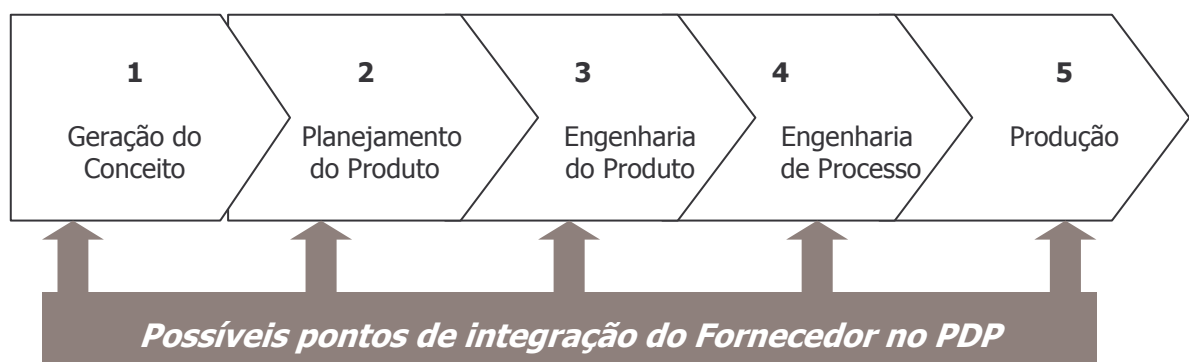 1
Geração do
Conceito
2
Planejamento
do Produto
3
Engenharia
do Produto
4
Engenharia
de Processo
5
Produção
Possíveis pontos de integração do Fornecedor no PDP